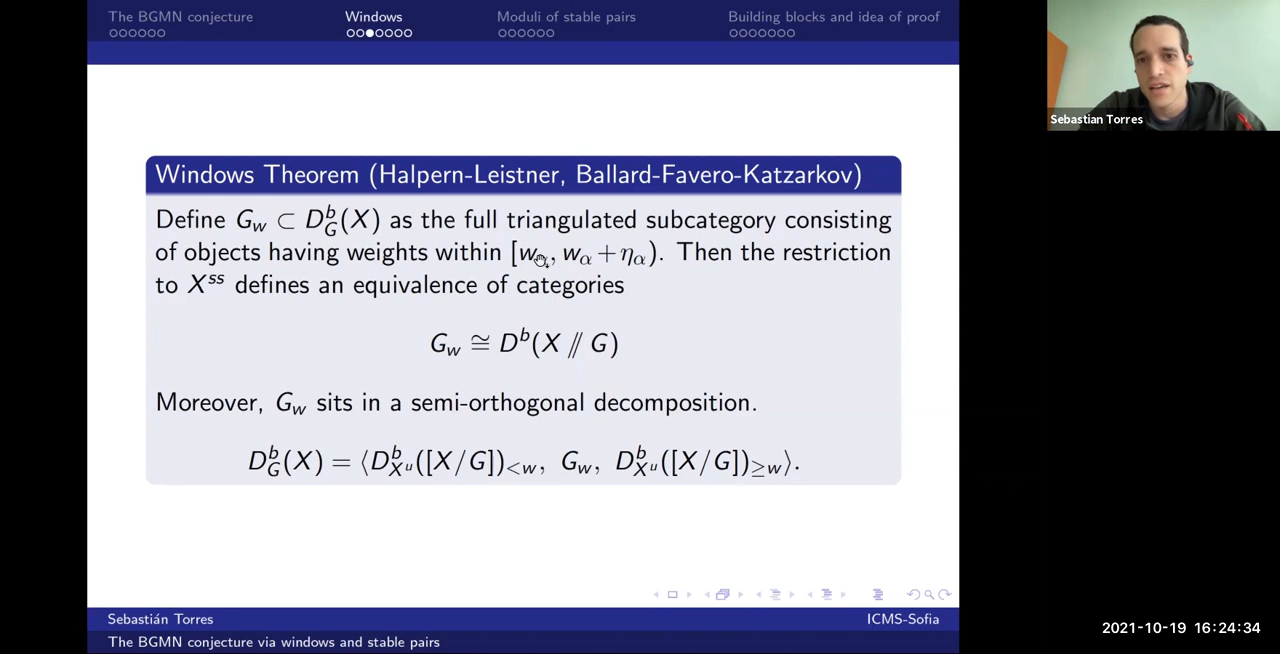 The BGMN conjecture Windows Moduli of stable pairs Building blocks and idea of proof
Windows Theorem (Halpern-Leistner, Ballard-Favero-Katzarkov)
Define G_w ⊂ D^b_G(X) as the full triangulated subcategory consisting
of objects having weights within [w_α, w_α + η_α). Then the restriction
to X^{ss} defines an equivalence of categories
G_w ≅ D^b(X // G)
Moreover, G_w sits in a semi-orthogonal decomposition.
D^b_G(X) = ⟨D^b_{X^u}([X/G])_{<w}, G_w, D^b_{X^u}([X/G])_{≥w}⟩.
Sebastián Torres ICMS-Sofia
The BGMN conjecture via windows and stable pairs
Sebastian Torres
2021-10-19 16:24:34